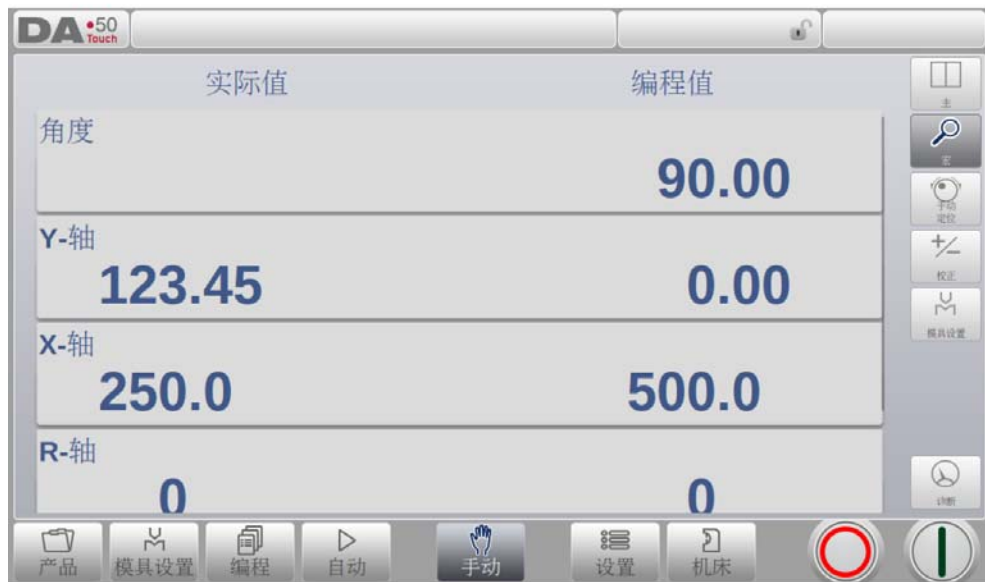 DA•50
Touch
实际值 编程值
角度
90.00
Y-轴
123.45 0.00
X-轴
250.0 500.0
R-轴
0 0
主
宏
手动
定位
+/−
校正
模具设置
诊断
产品 模具设置 编程 自动 手动 设置 机床